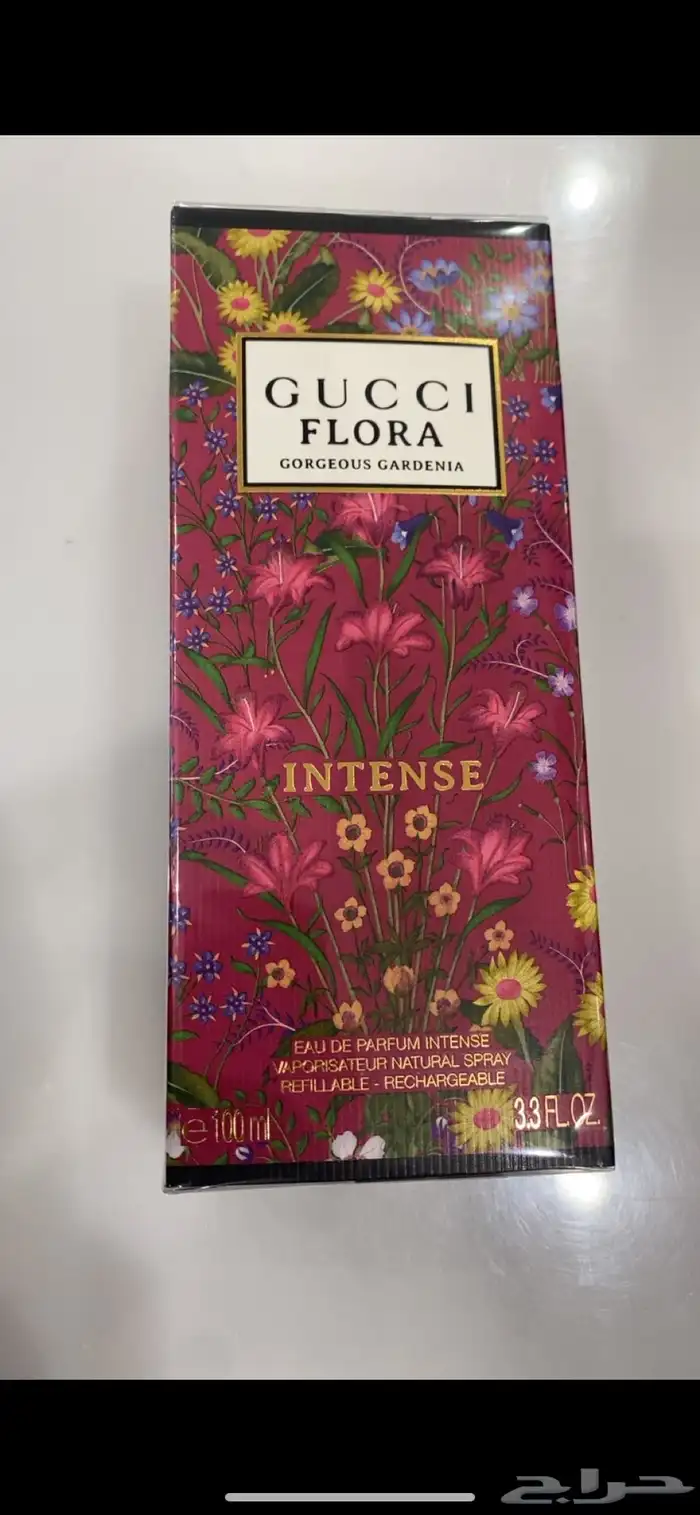 GUCCI
FLORA
GORGEOUS GARDENIA
INTENSE
EAU DE PARFUM INTENSE
VAPORISATEUR NATURAL SPRAY
REFILLABLE - RECHARGEABLE
℮ 100 ml 3.3 FL.OZ.
حراج